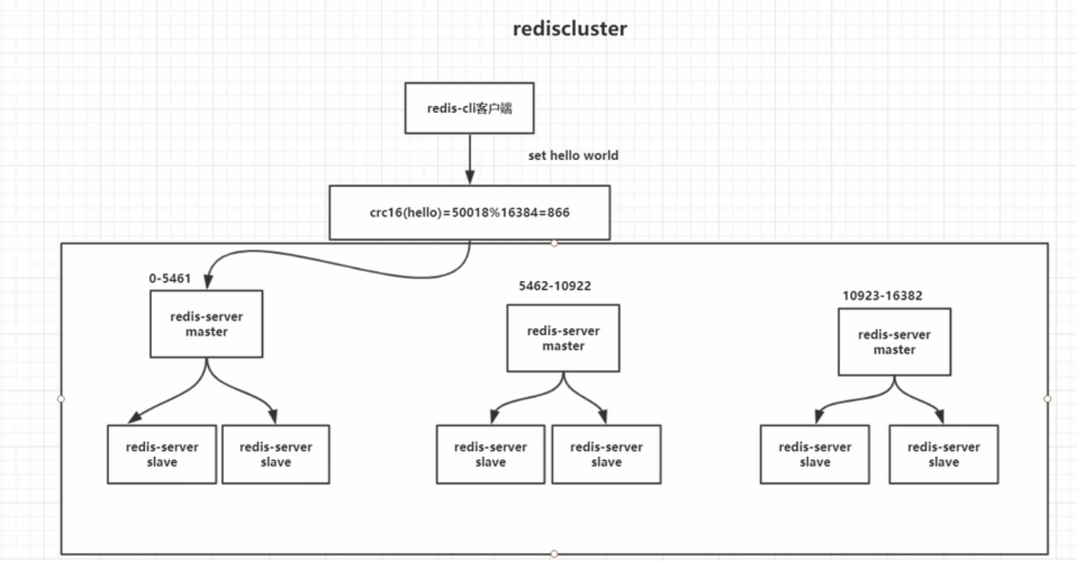 rediscluster
redis-cli客户端
set hello world
crc16(hello)=50018%16384=866
0-5461
redis-server
master
5462-10922
redis-server
master
10923-16382
redis-server
master
redis-server
slave
redis-server
slave
redis-server
slave
redis-server
slave
redis-server
slave
redis-server
slave